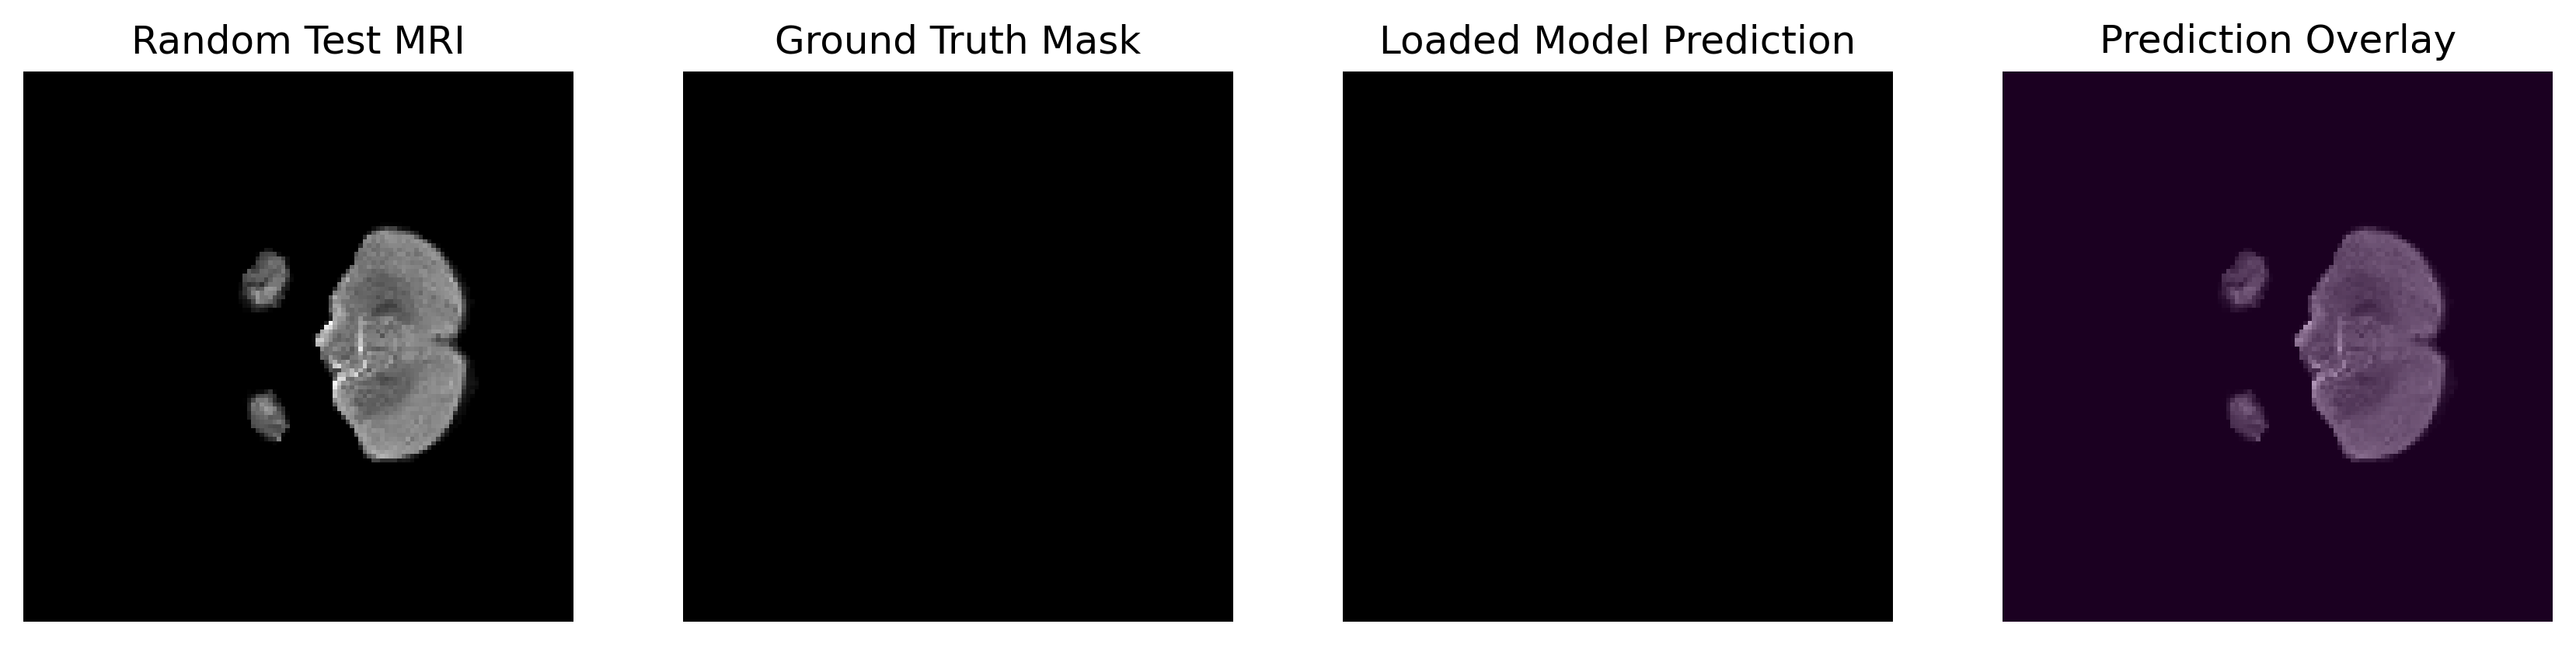 Random Test MRI
Ground Truth Mask
Loaded Model Prediction
Prediction Overlay